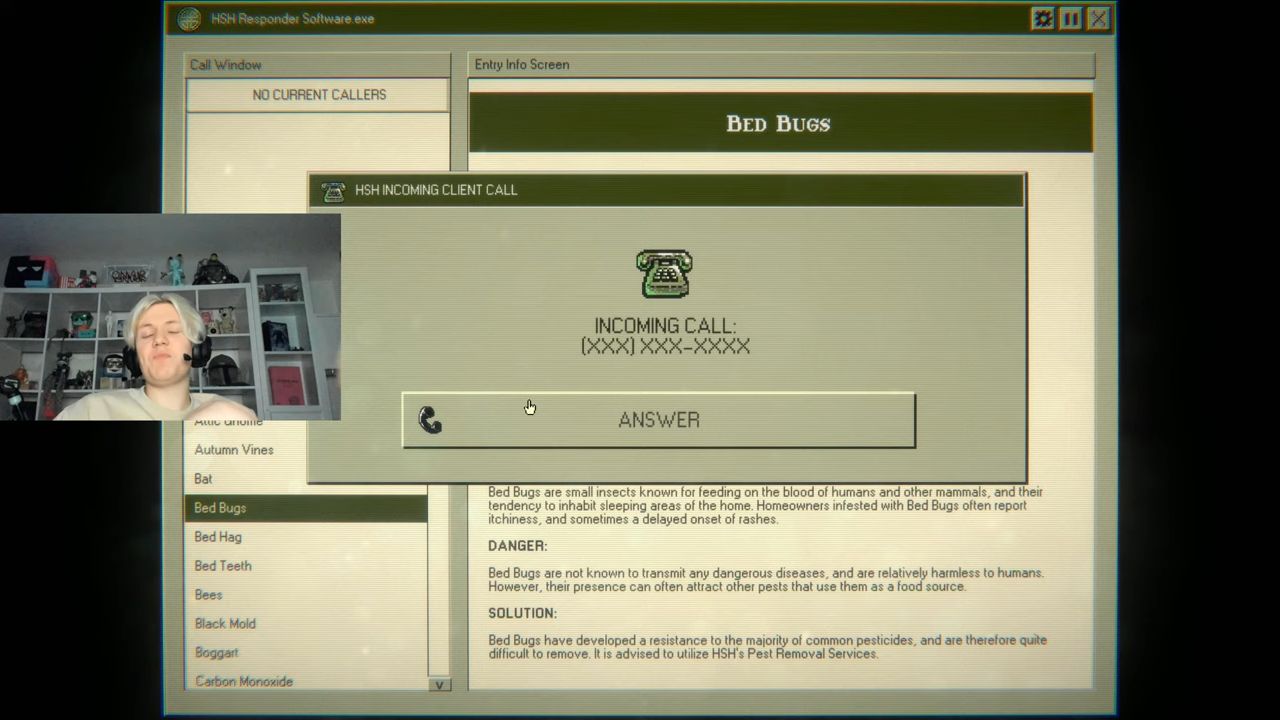 HSH Responder Software.exe
Call Window
Entry Info Screen
NO CURRENT CALLERS
Bed Bugs
HSH INCOMING CLIENT CALL
INCOMING CALL:
(XXX) XXX-XXXX
ANSWER
Attic Gnome
Autumn Vines
Bat
Bed Bugs
Bed Hag
Bed Teeth
Bees
Black Mold
Boggart
Carbon Monoxide
V
Bed Bugs are small insects known for feeding on the blood of humans and other mammals, and their
tendency to inhabit sleeping areas of the home. Homeowners infested with Bed Bugs often report
itchiness, and sometimes a delayed onset of rashes.
DANGER:
Bed Bugs are not known to transmit any dangerous diseases, and are relatively harmless to humans.
However, their presence can often attract other pests that use them as a food source.
SOLUTION:
Bed Bugs have developed a resistance to the majority of common pesticides, and are therefore quite
difficult to remove. It is advised to utilize HSH's Pest Removal Services.